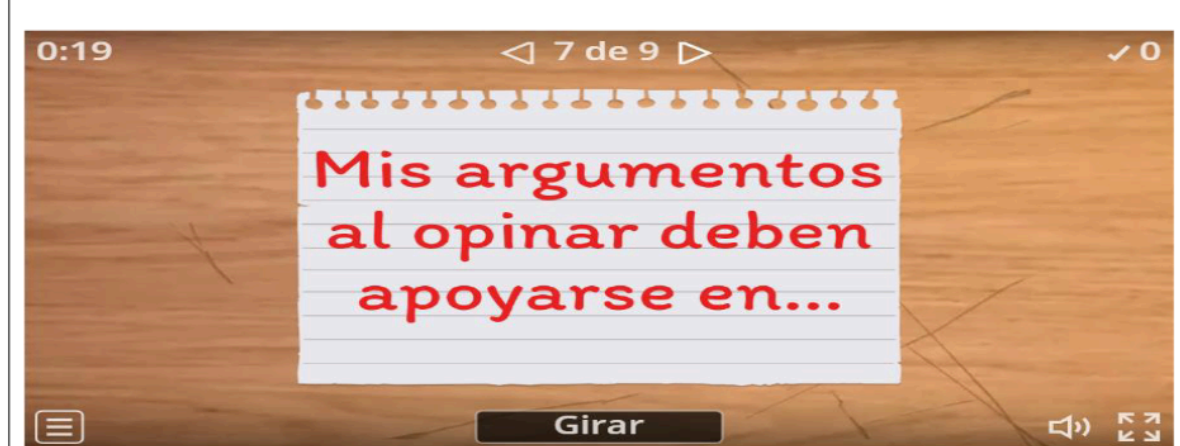 0:19
7 de 9
0
Mis argumentos
al opinar deben
apoyarse en...
Girar